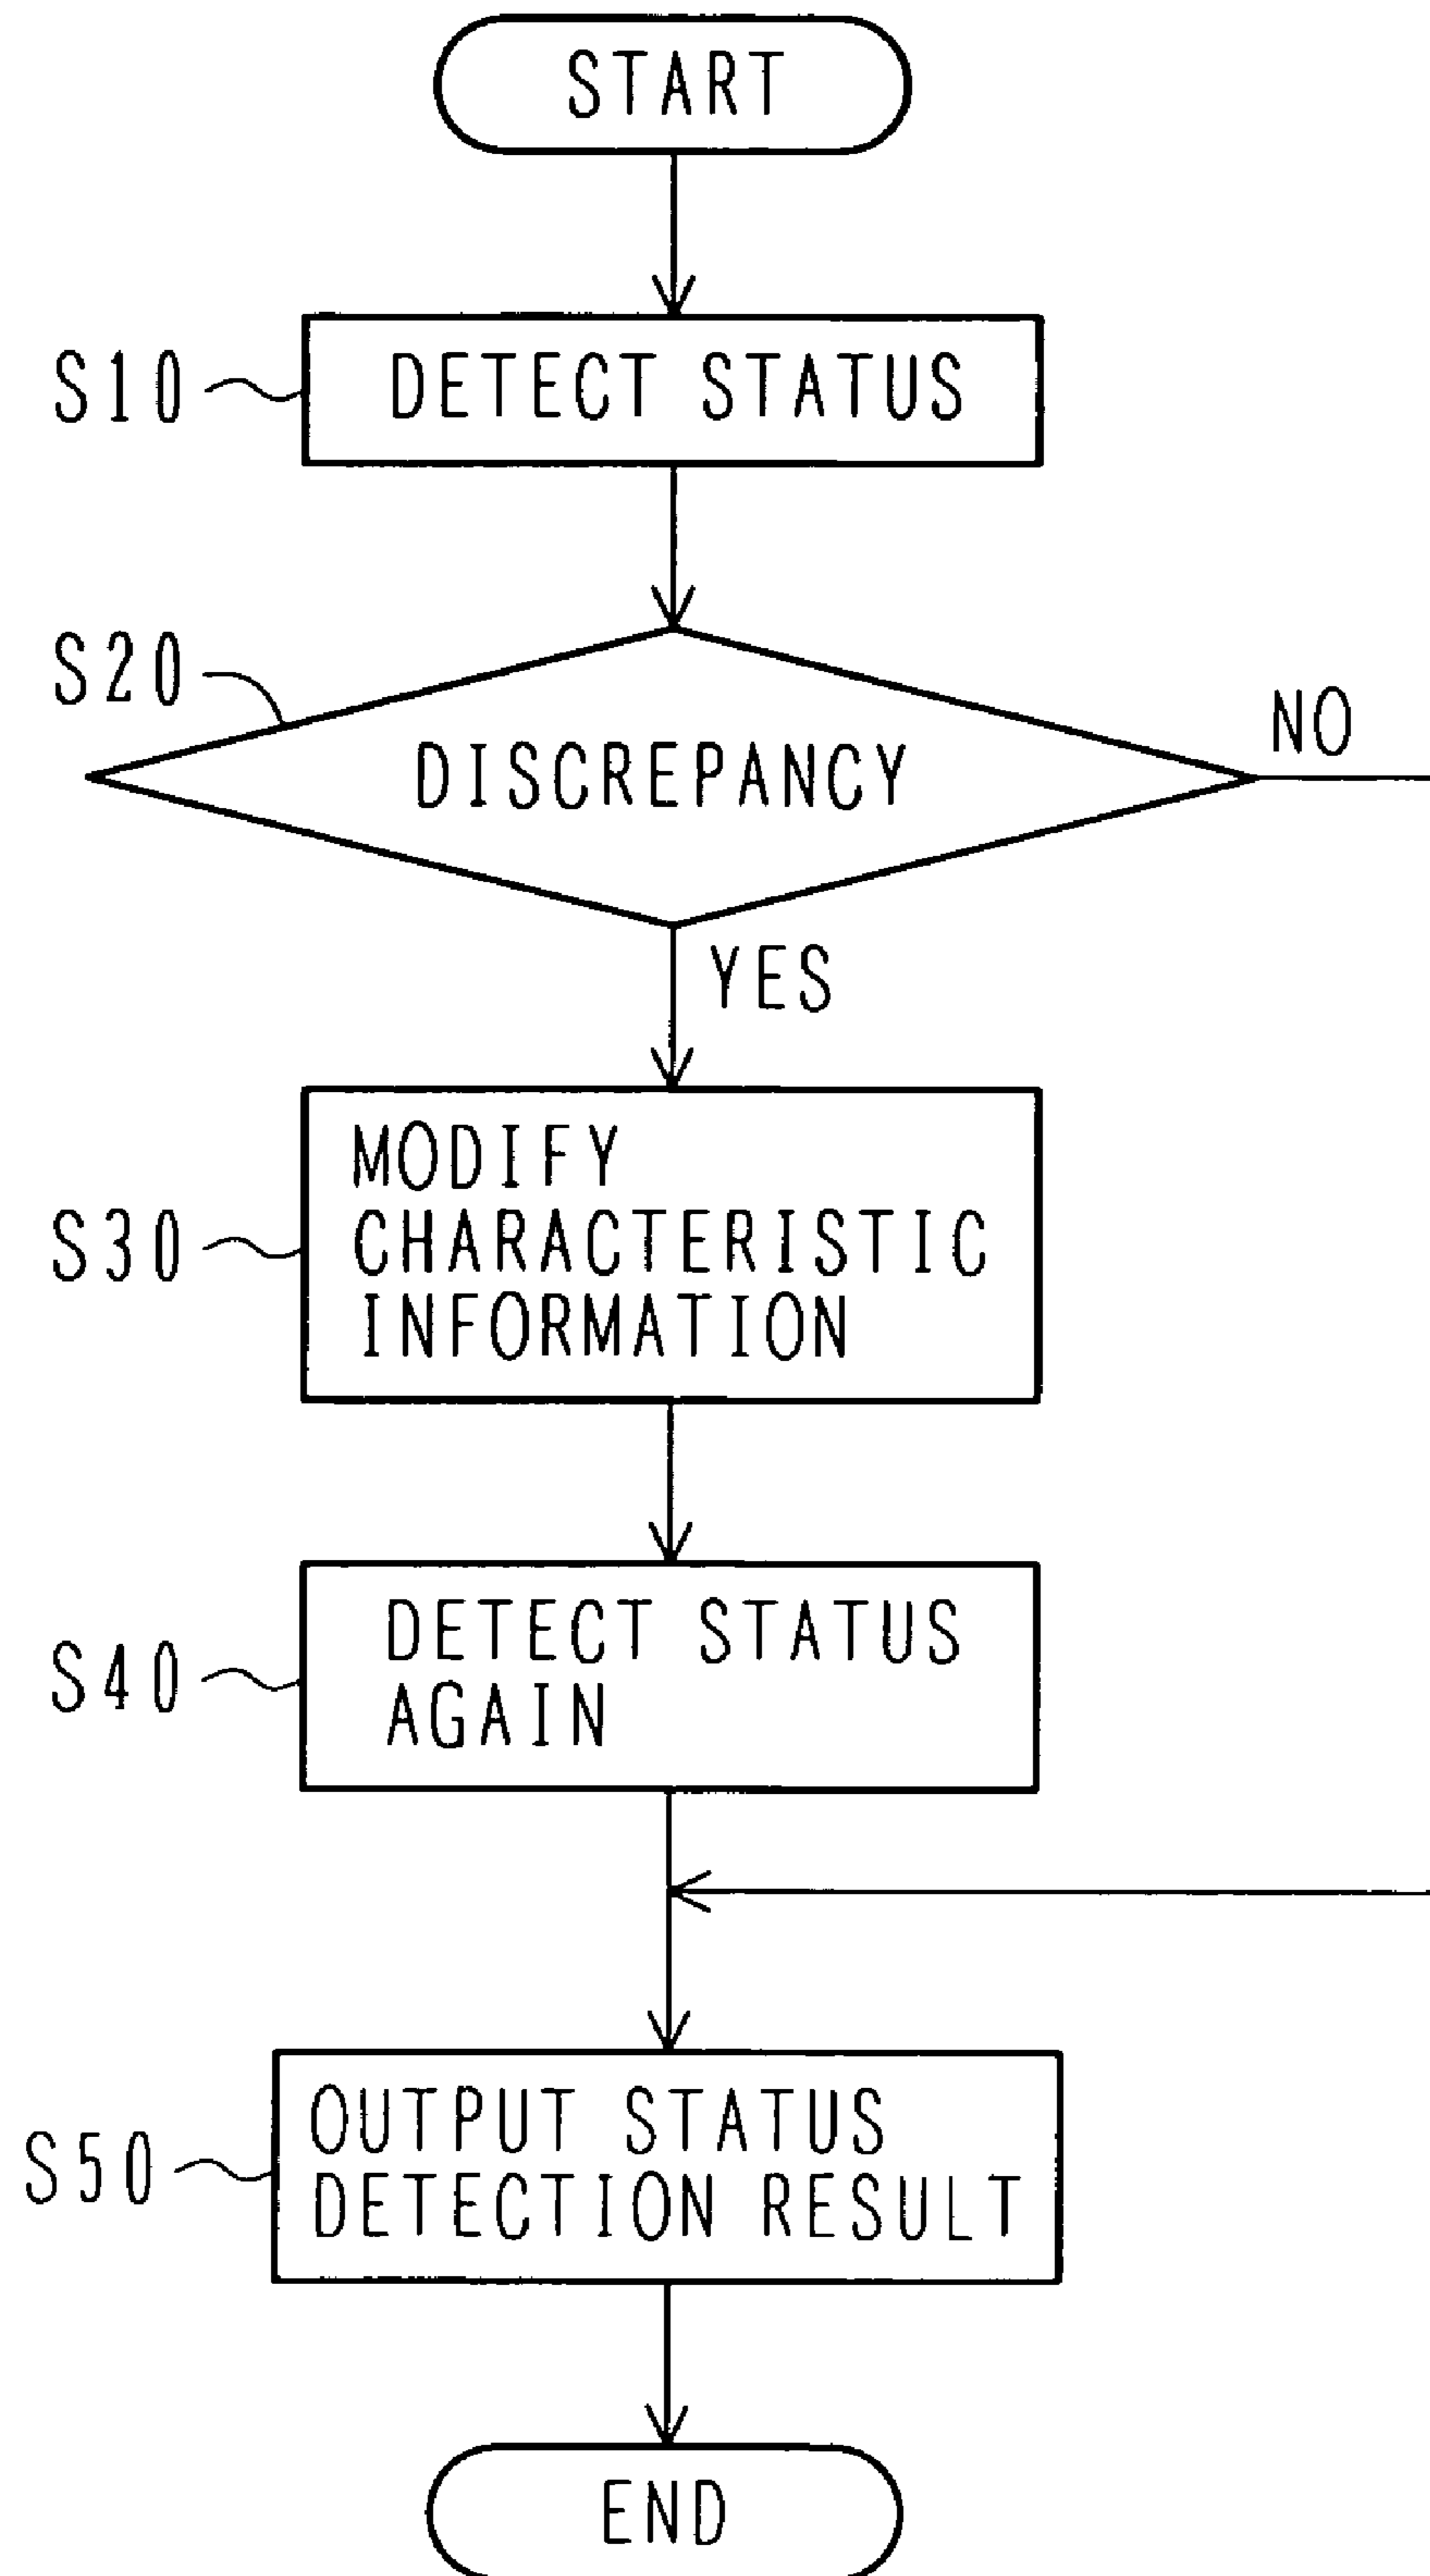 START
S10
DETECT STATUS
S20
DISCREPANCY
NO
YES
S30
MODIFY
CHARACTERISTIC
INFORMATION
S40
DETECT STATUS
AGAIN
S50
OUTPUT STATUS
DETECTION RESULT
END